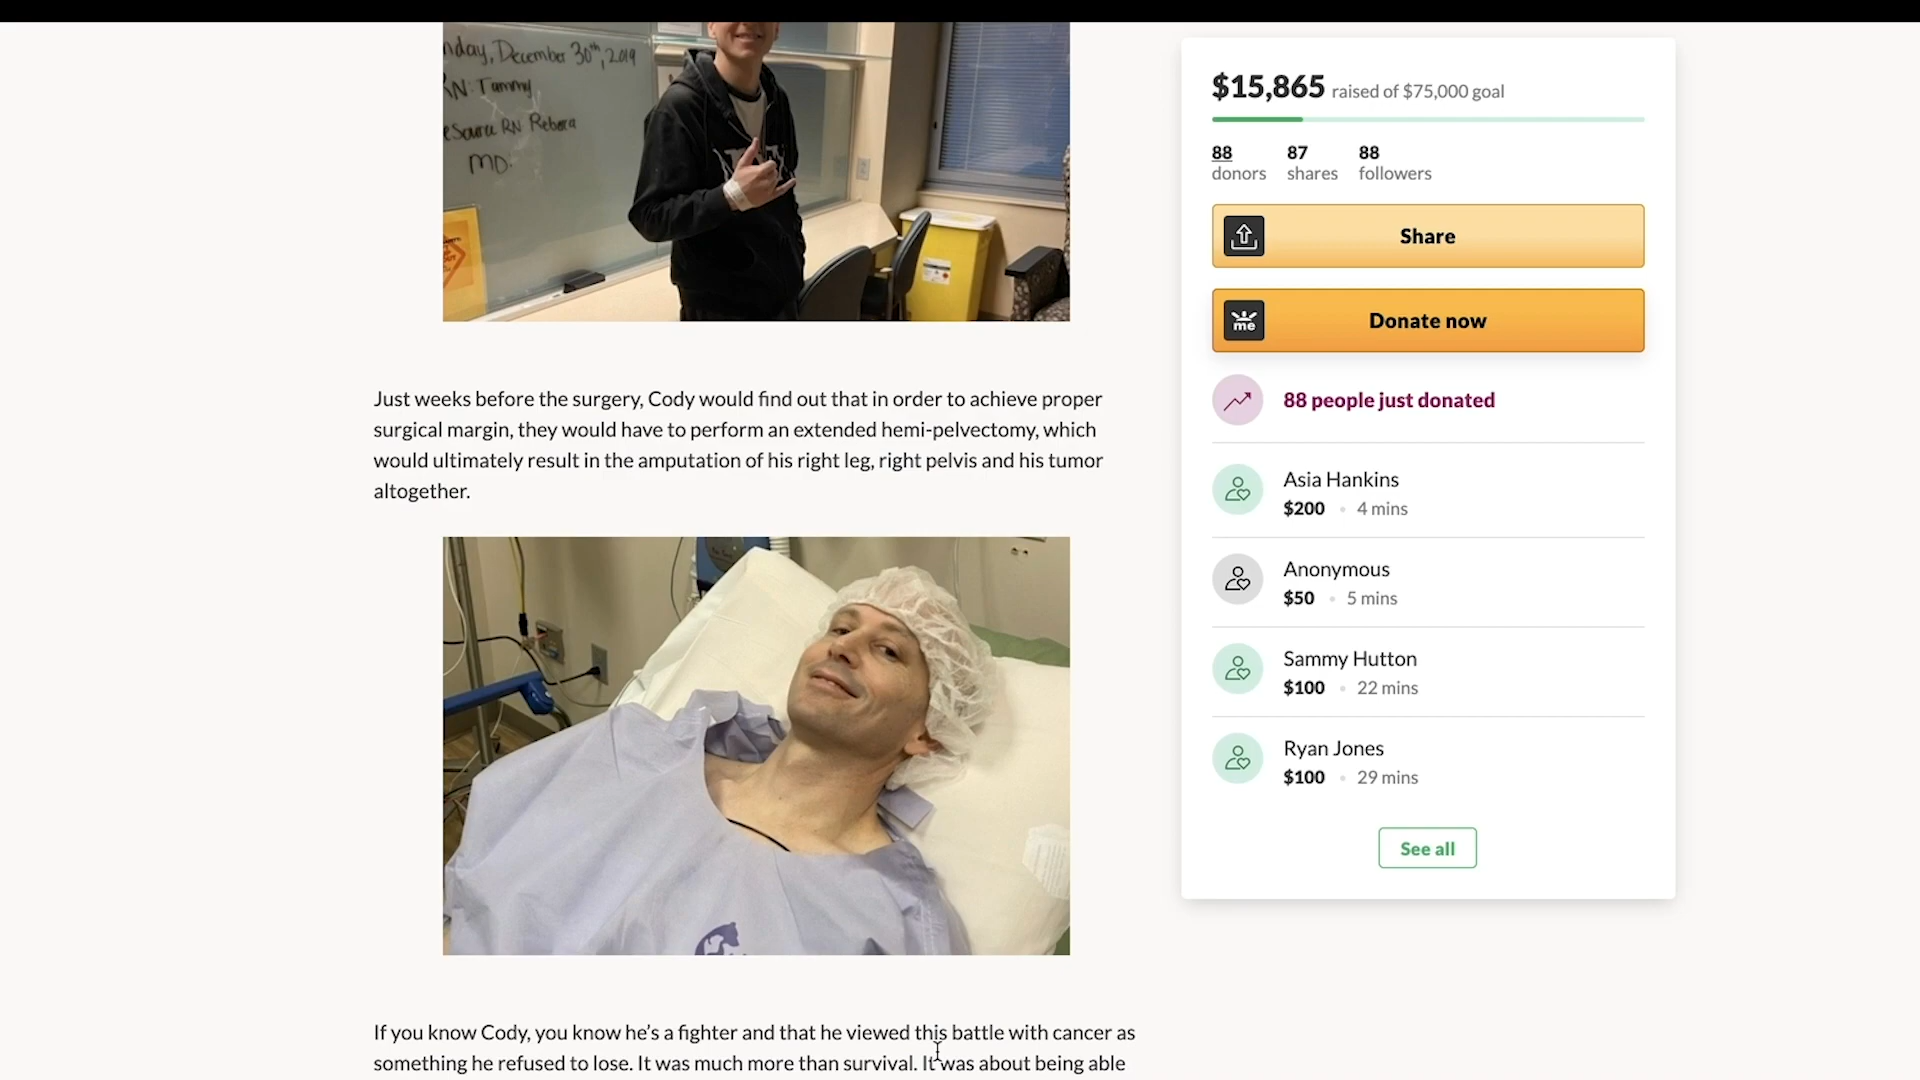 nday, December 30th, 2019
RN: Tammy
RN Rebecca
MD:
$15,865 raised of $75,000 goal
88 donors
87 shares
88 followers
Share
me
Donate now
88 people just donated
Asia Hankins
$200 • 4 mins
Anonymous
$50 • 5 mins
Sammy Hutton
$100 • 22 mins
Ryan Jones
$100 • 29 mins
See all
Just weeks before the surgery, Cody would find out that in order to achieve proper
surgical margin, they would have to perform an extended hemi-pelvectomy, which
would ultimately result in the amputation of his right leg, right pelvis and his tumor
altogether.
If you know Cody, you know he's a fighter and that he viewed this battle with cancer as
something he refused to lose. It was much more than survival. It was about being able